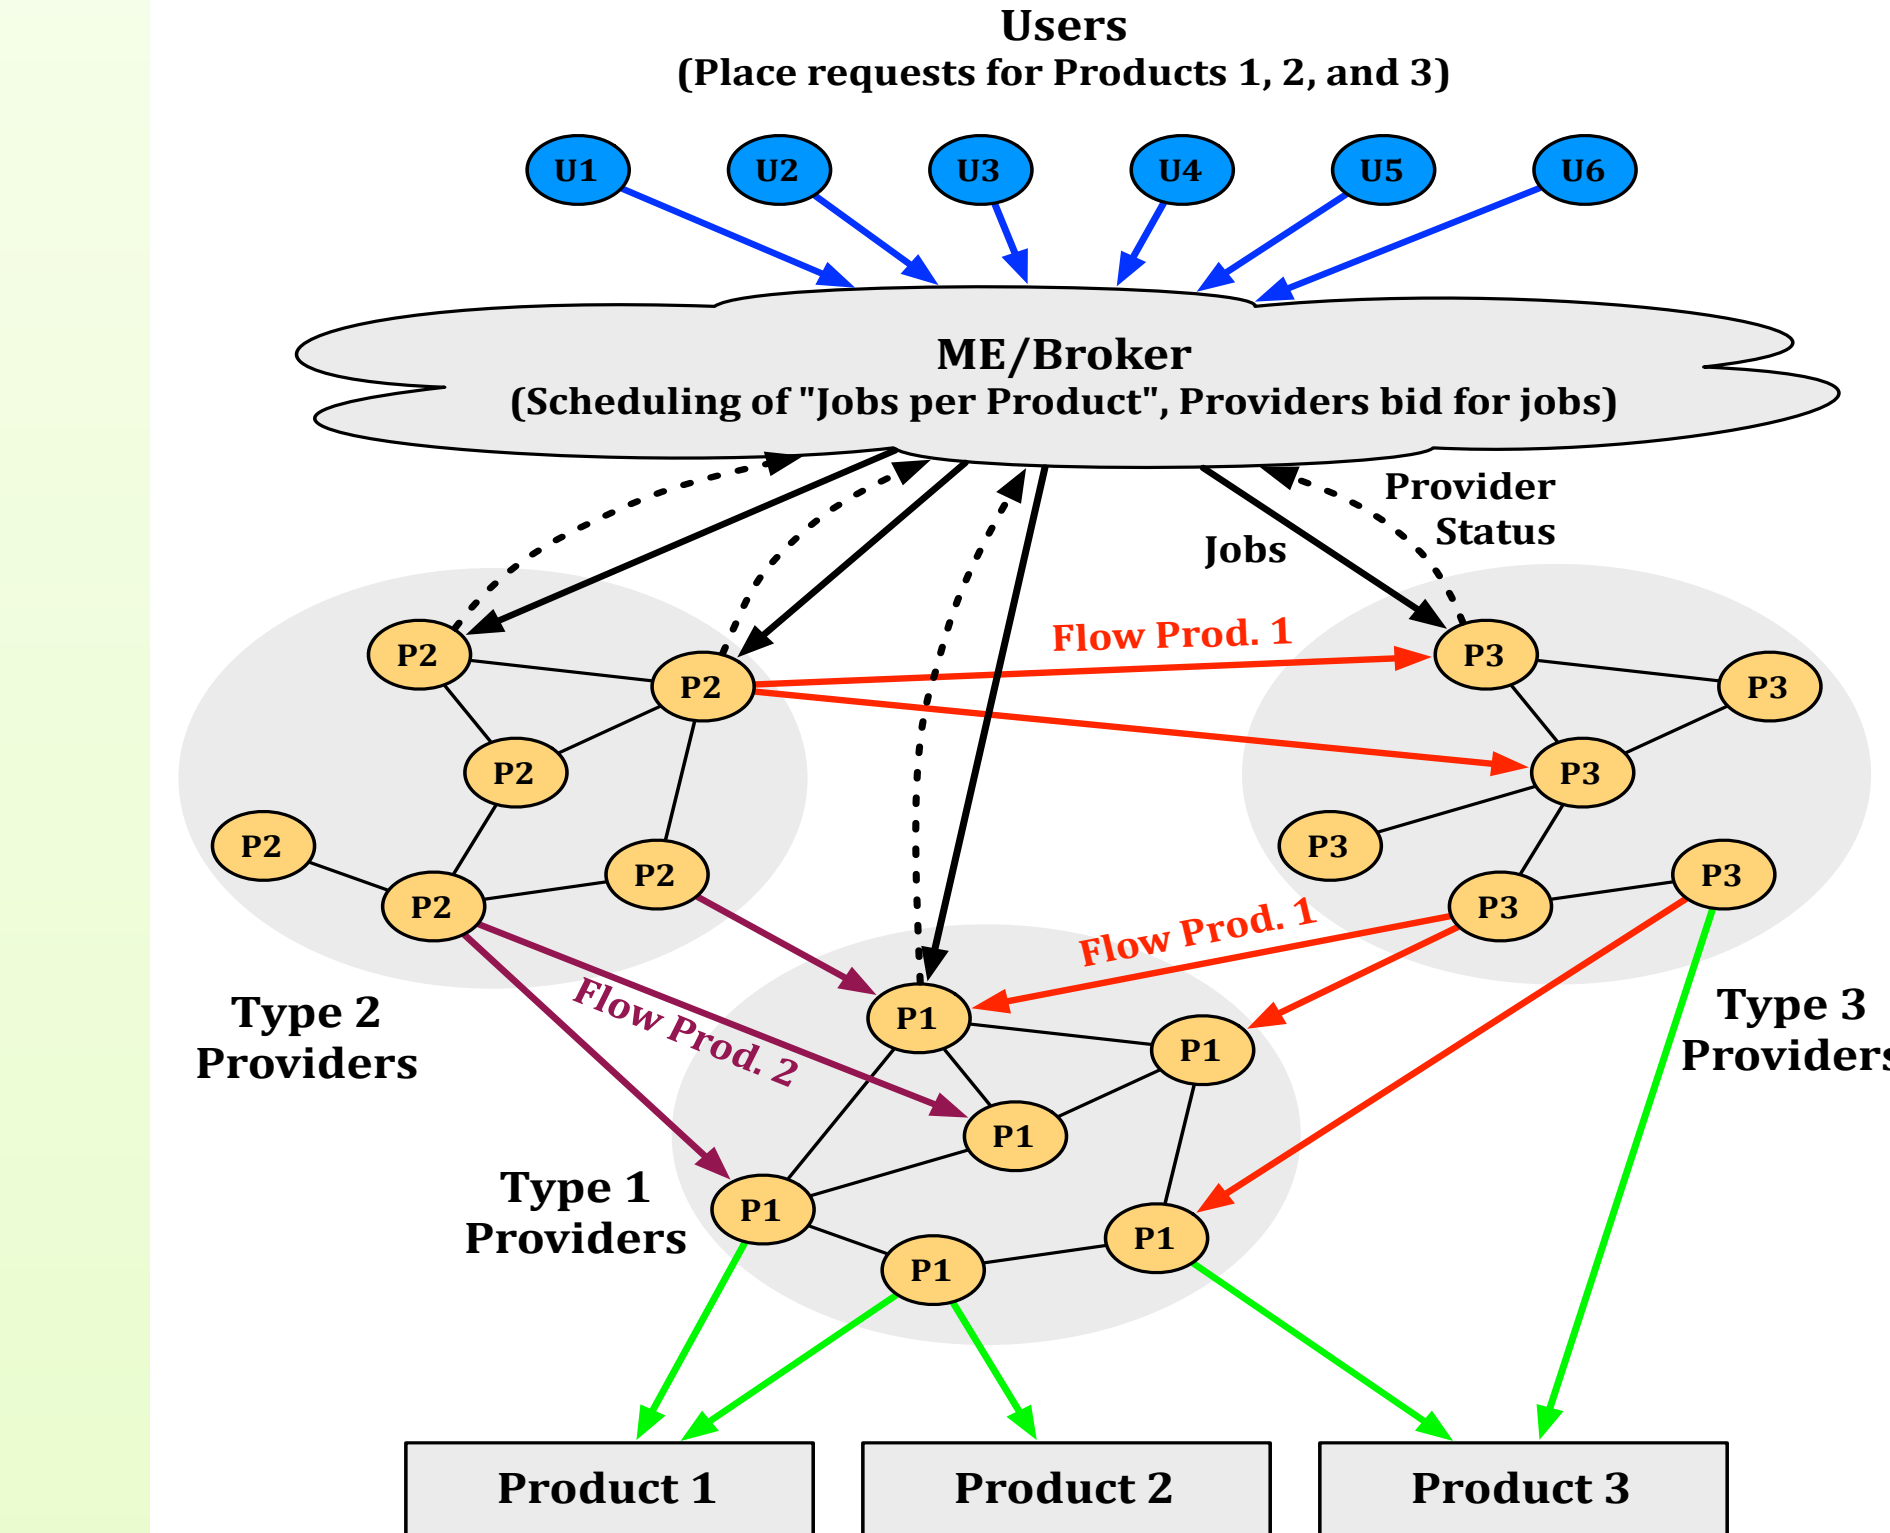 Users
(Place requests for Products 1, 2, and 3)
U1
U2
U3
U4
U5
U6
ME/Broker
(Scheduling of "Jobs per Product", Providers bid for jobs)
Provider
Status
Jobs
Flow Prod. 1
P2
P2
P2
P2
P2
P2
P3
P3
P3
P3
P3
P3
Flow Prod. 1
Flow Prod. 2
Type 2
Providers
Type 3
Providers
P1
P1
P1
P1
P1
P1
Type 1
Providers
Product 1
Product 2
Product 3